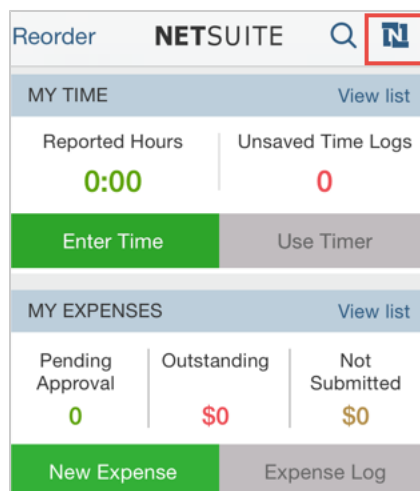 Reorder NETSUITE N
MY TIME View list
Reported Hours Unsaved Time Logs
0:00 0
Enter Time Use Timer
MY EXPENSES View list
Pending Approval Outstanding Not Submitted
0 $0 $0
New Expense Expense Log